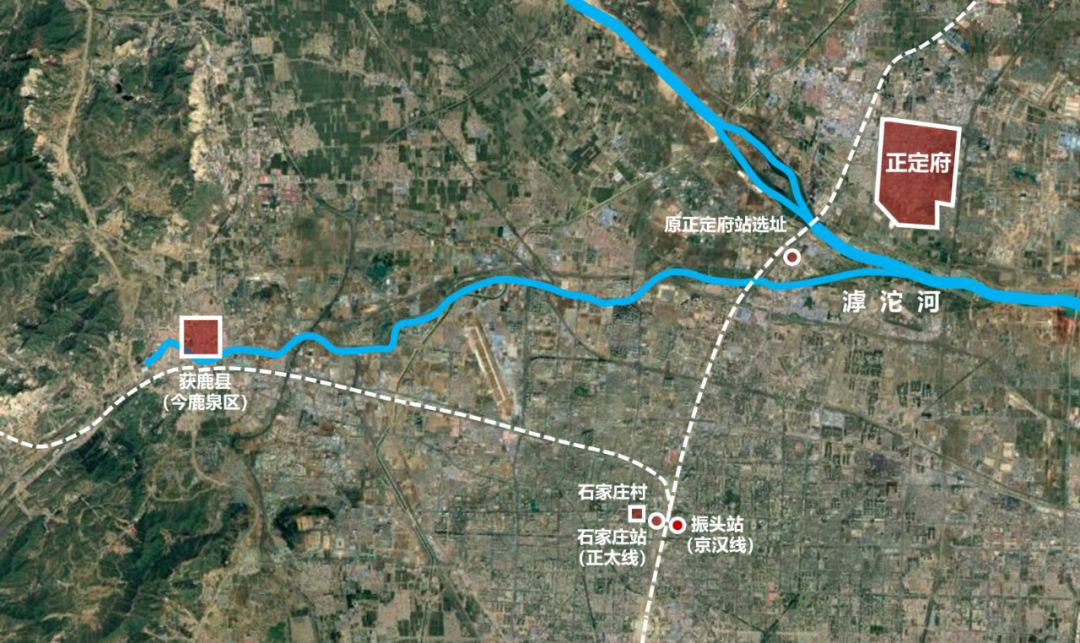 正定府
原正定府站选址
滹沱河
获鹿县
(今鹿泉区)
石家庄村
石家庄站
(正太线)
振头站
(京汉线)